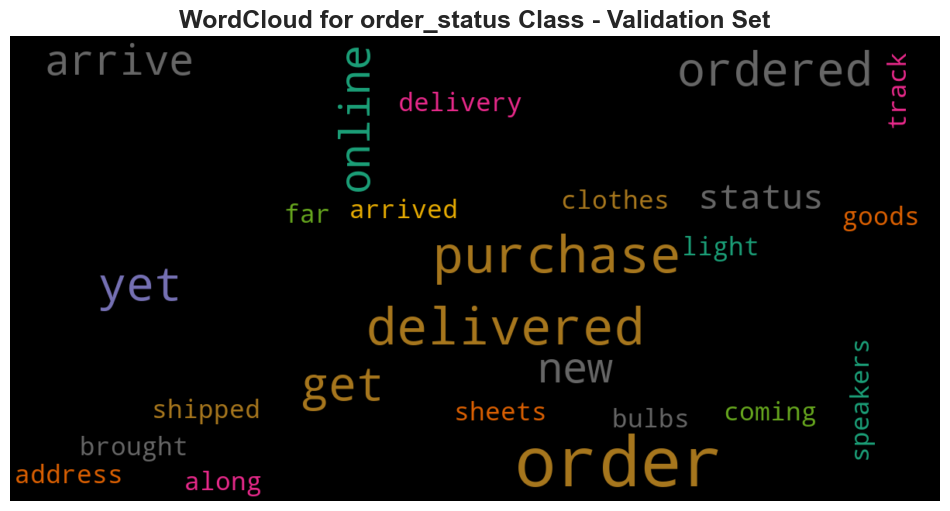 WordCloud for order_status Class - Validation Set
arrive
online
delivery
ordered
track
far
arrived
clothes
status
goods
purchase
light
yet
delivered
get
new
speakers
shipped
sheets
bulbs
coming
brought
order
address
along